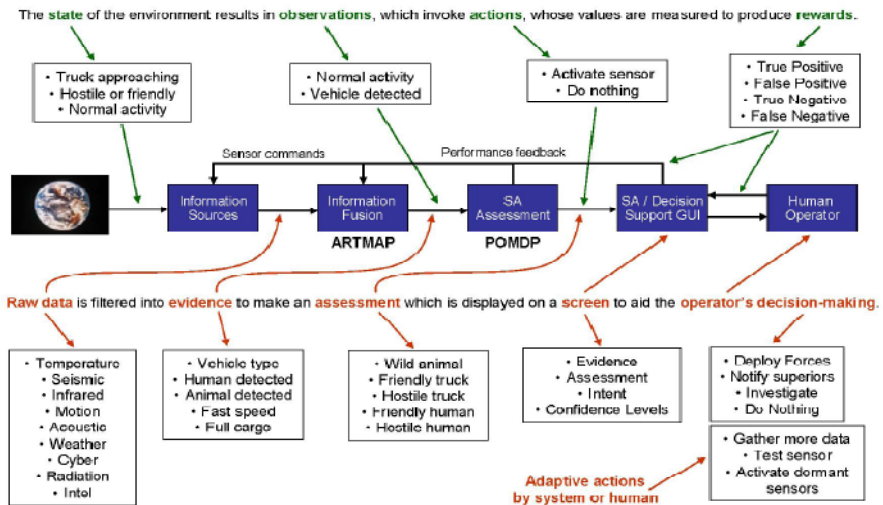 The state of the environment results in observations, which invoke actions, whose values are measured to produce rewards.
• Truck approaching
• Hostile or friendly
• Normal activity
• Normal activity
• Vehicle detected
• Activate sensor
• Do nothing
• True Positive
• False Positive
• True Negative
• False Negative
Sensor commands
Performance feedback
Information
Sources
Information
Fusion
SA
Assessment
SA / Decision
Support GUI
Human
Operator
ARTMAP
POMDP
Raw data is filtered into evidence to make an assessment which is displayed on a screen to aid the operator's decision-making.
• Temperature
• Seismic
• Infrared
• Motion
• Acoustic
• Weather
• Cyber
• Radiation
• Intel
• Vehicle type
• Human detected
• Animal detected
• Fast speed
• Full cargo
• Wild animal
• Friendly truck
• Hostile truck
• Friendly human
• Hostile human
• Evidence
• Assessment
• Intent
• Confidence Levels
• Deploy Forces
• Notify superiors
• Investigate
• Do Nothing
• Gather more data
• Test sensor
• Activate dormant
sensors
Adaptive actions
by system or human